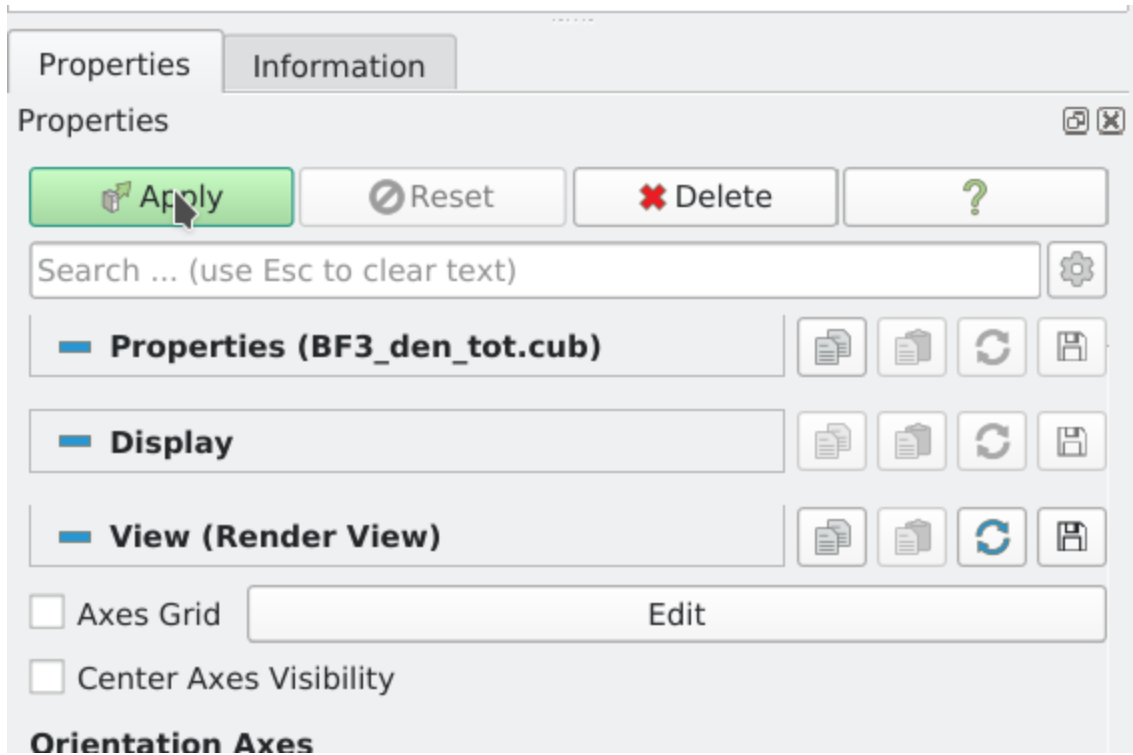 Properties Information
Properties
Apply Reset Delete ?
Search ... (use Esc to clear text)
Properties (BF3_den_tot.cub)
Display
View (Render View)
Axes Grid Edit
Center Axes Visibility
Orientation Axes